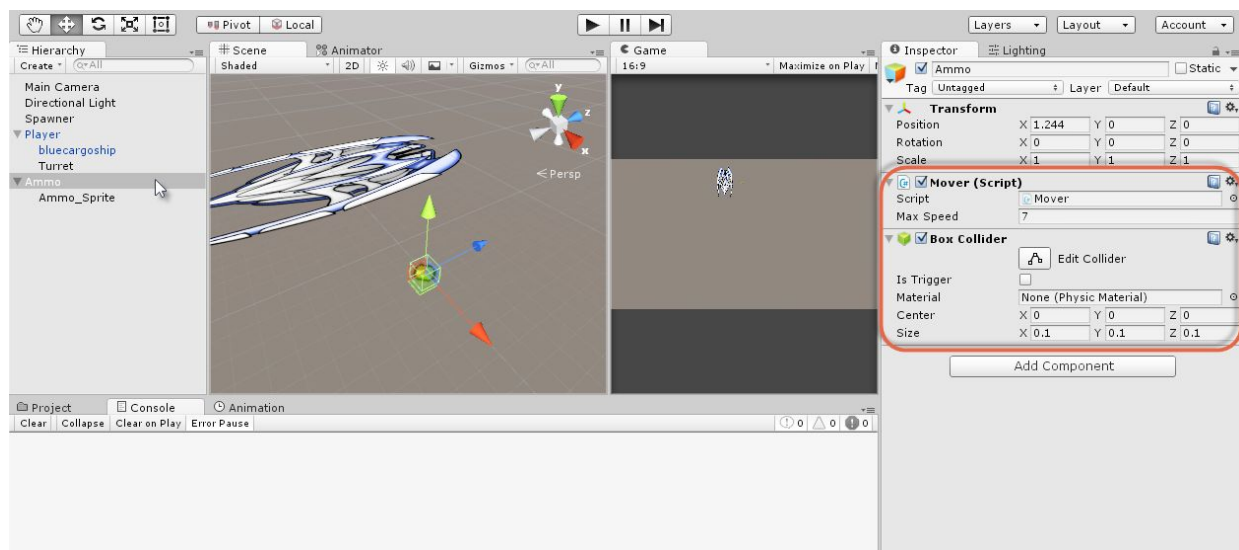 Pivot Local Layers Layout Account
Hierarchy
Create All
Main Camera
Directional Light
Spawner
Player
bluecargoship
Turret
Ammo
Ammo_Sprite
Scene Animator
Shaded 2D Gizmos All
y
z
x
Persp
Game
16:9 Maximize on Play
Inspector Lighting
Ammo Static
Tag Untagged Layer Default
Transform
Position X 1.244 Y 0 Z 0
Rotation X 0 Y 0 Z 0
Scale X 1 Y 1 Z 1
Mover (Script)
Script Mover
Max Speed 7
Box Collider
Edit Collider
Is Trigger
Material None (Physic Material)
Center X 0 Y 0 Z 0
Size X 0.1 Y 0.1 Z 0.1
Add Component
Project Console Animation
Clear Collapse Clear on Play Error Pause 0 0 0